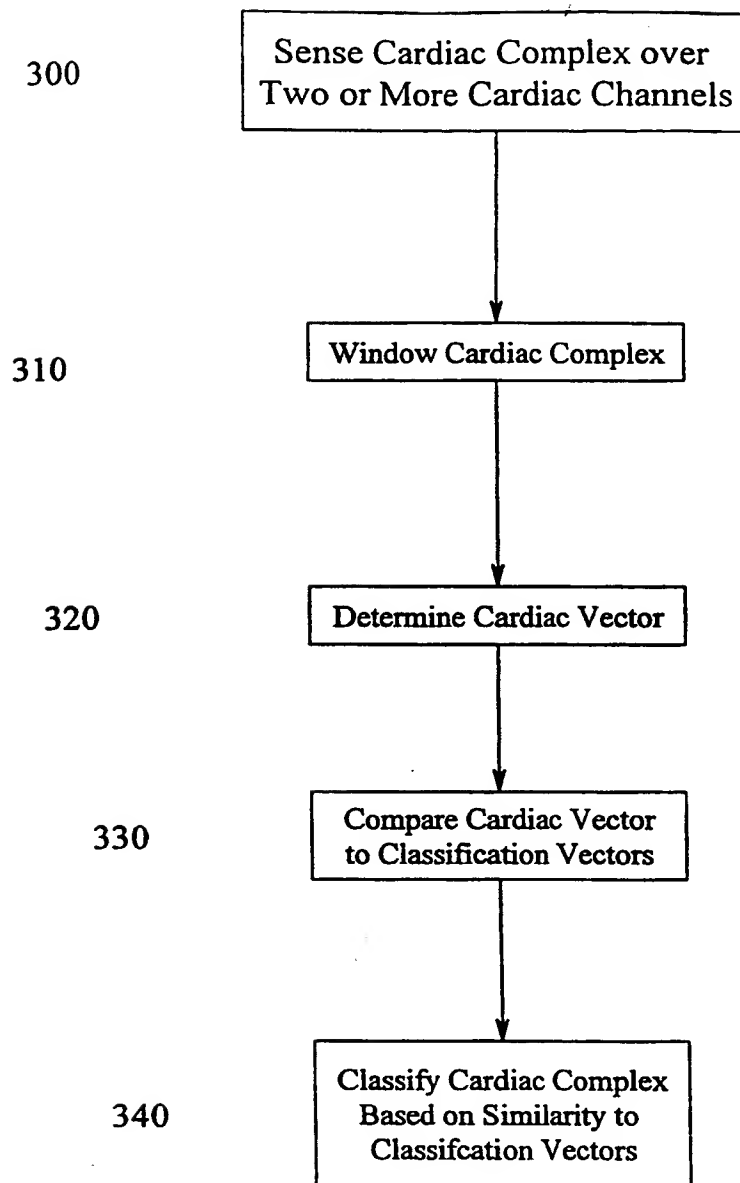 300
Sense Cardiac Complex over
Two or More Cardiac Channels
310
Window Cardiac Complex
320
Determine Cardiac Vector
330
Compare Cardiac Vector
to Classification Vectors
340
Classify Cardiac Complex
Based on Similarity to
Classifcation Vectors